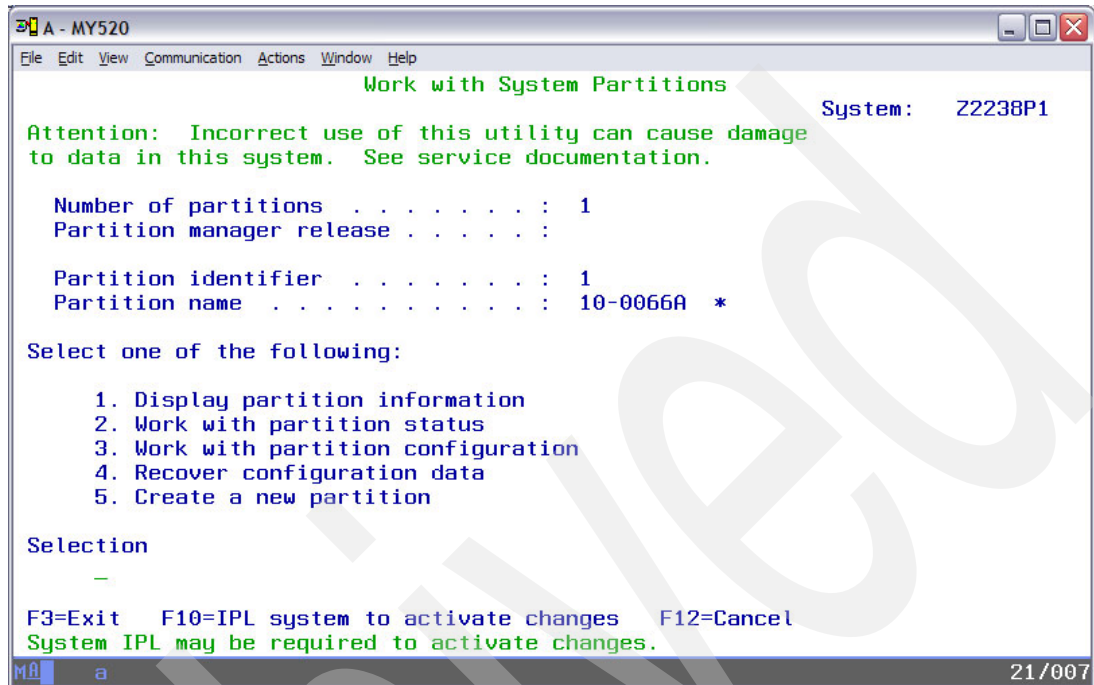 A - MY520
File Edit View Communication Actions Window Help
Work with System Partitions
System: Z2238P1
Attention: Incorrect use of this utility can cause damage
to data in this system. See service documentation.
Number of partitions . . . . . . . : 1
Partition manager release . . . . . :
Partition identifier . . . . . . . : 1
Partition name . . . . . . . . . . : 10-0066A *
Select one of the following:
1. Display partition information
2. Work with partition status
3. Work with partition configuration
4. Recover configuration data
5. Create a new partition
Selection
_
F3=Exit F10=IPL system to activate changes F12=Cancel
System IPL may be required to activate changes.
MA a 21/007
ived